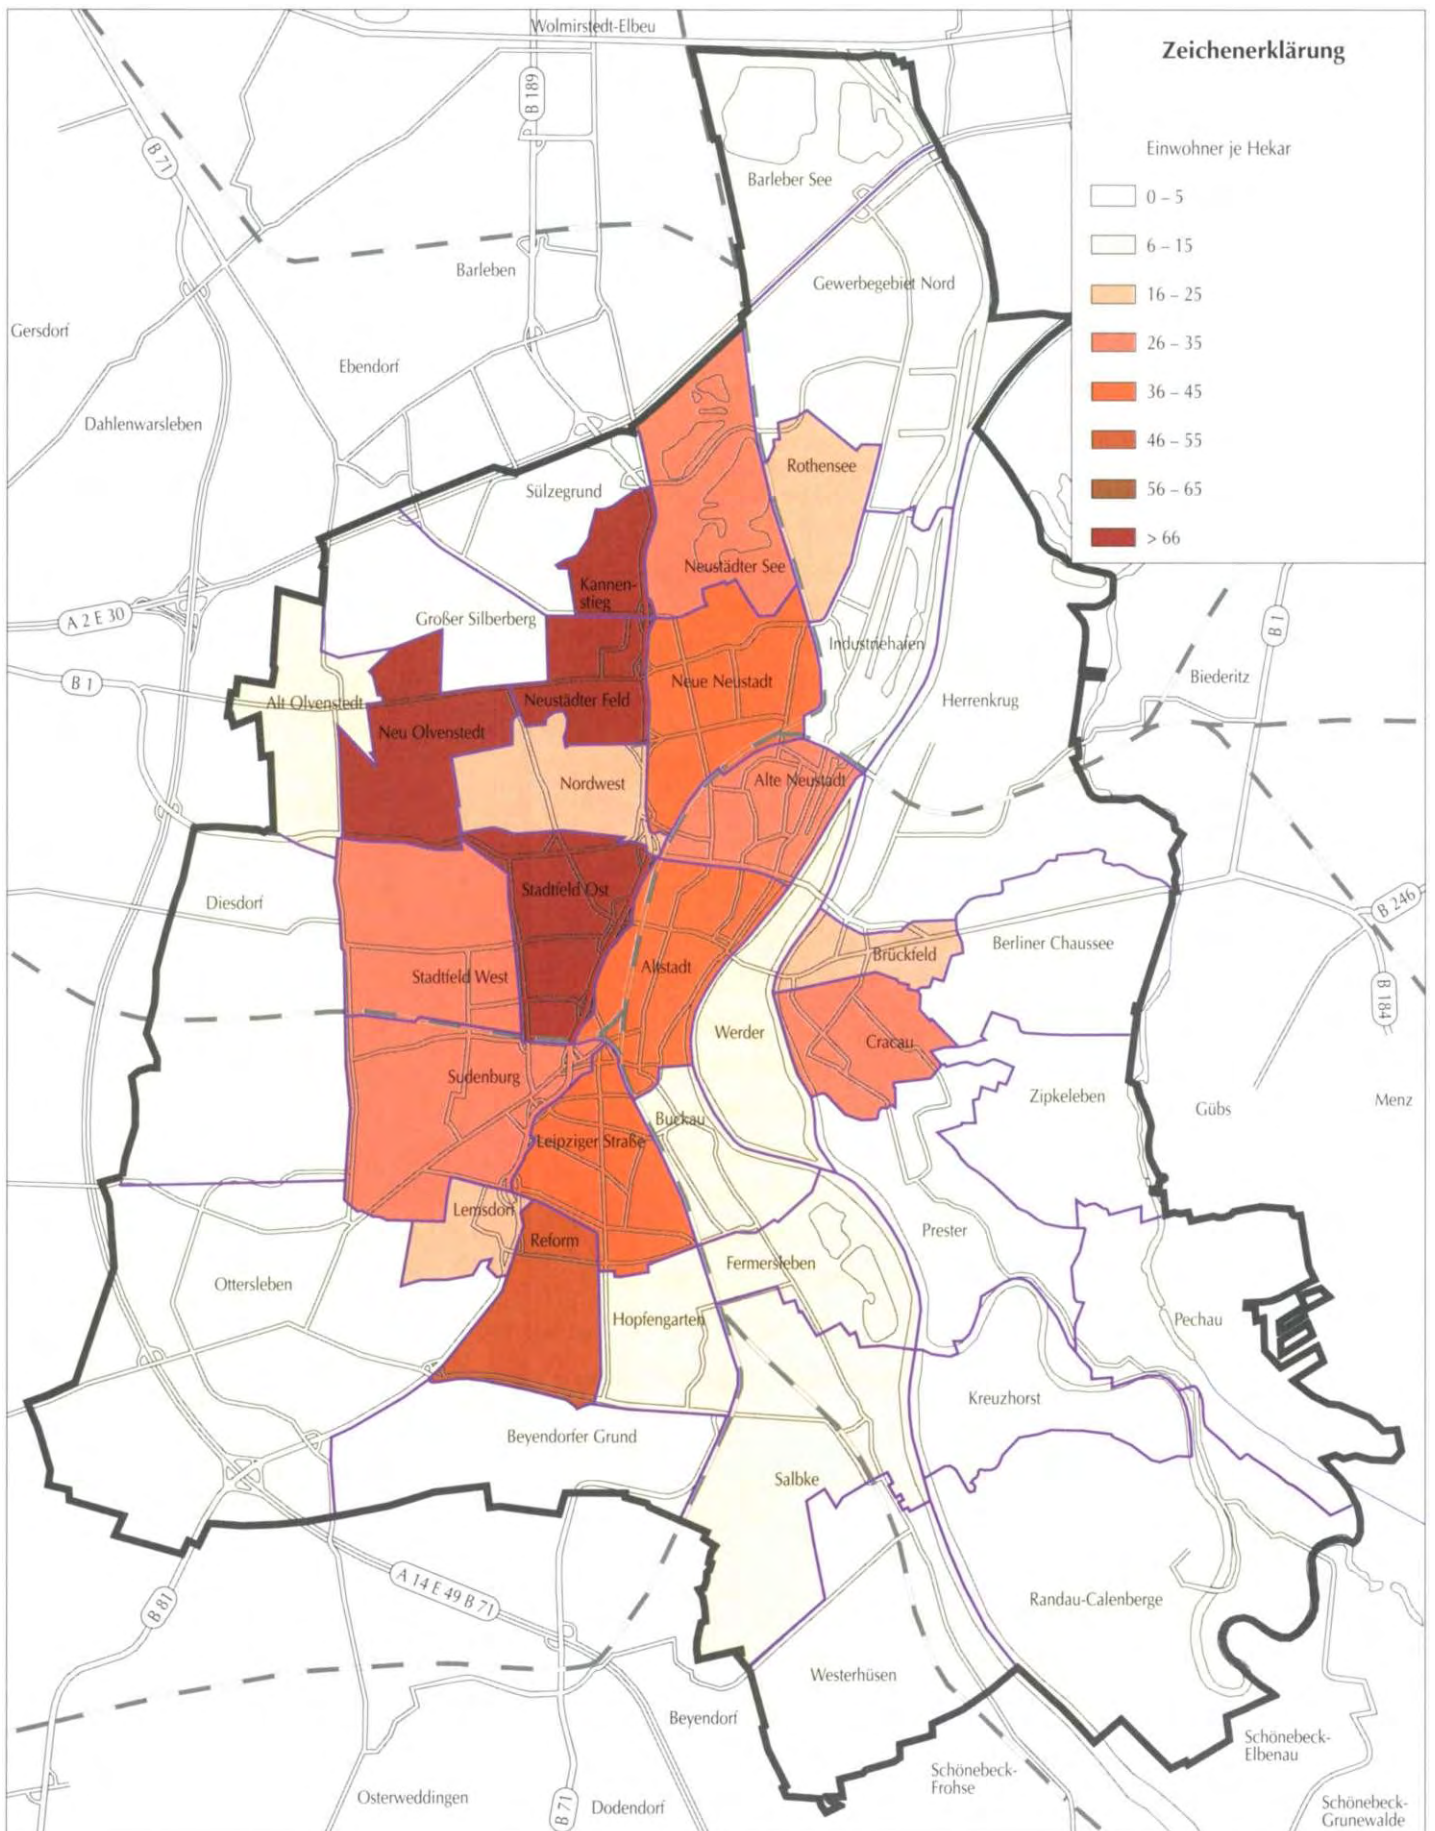 Wolmirstedt-Elbeu
Zeichenerklärung
B 189
B 71
Einwohner je Hekar
Barleber See
0 – 5
6 – 15
Barleben
Gewerbegebiet Nord
16 – 25
Gersdorf
26 – 35
Ebendorf
36 – 45
Dahlenwarsleben
46 – 55
Rothensee
Sülzegrund
56 – 65
> 66
Neustädter See
Kannen-
stieg
A 2 E 30
Großer Silberberg
B 1
Industriehafen
B 1
Neue Neustadt
Biederitz
Alt Olvenstedt
Neustädter Feld
Herrenkrug
Neu Olvenstedt
Nordwest
Alte Neustadt
Stadtfeld Ost
Diesdorf
B 246
Berliner Chaussee
Brückfeld
Altstadt
Stadtfeld West
B 184
Werder
Cracau
Sudenburg
Zipkeleben
Menz
Gübs
Buckau
Leipziger Straße
Lemsdorf
Prester
Reform
Fermersleben
Ottersleben
Hopfengarten
Pechau
Kreuzhorst
Beyendorfer Grund
Salbke
A 14 E 49 B 71
B 81
Randau-Calenberge
Westerhüsen
Beyendorf
Schönebeck-
Elbenau
Schönebeck-
Frohse
Osterweddingen
B 71
Dodendorf
Schönebeck-
Grunewalde